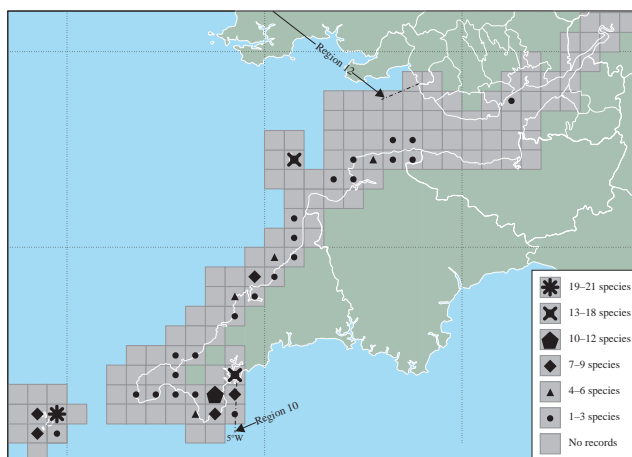 Region 12
Region 10
5°W
19–21 species
13–18 species
10–12 species
7–9 species
4–6 species
1–3 species
No records